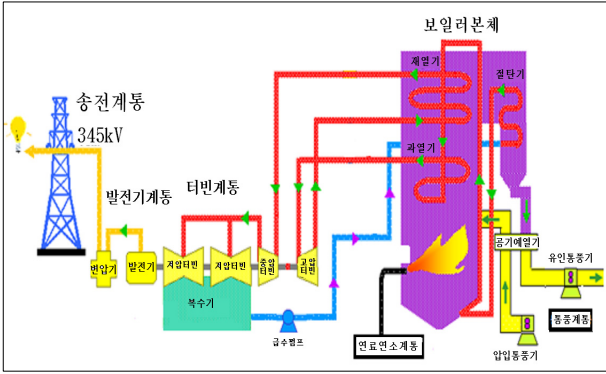 보일러본체
재열기
절탄기
송전계통
345kV
과열기
터빈계통
발전기계통
공기예열기
유인통풍기
변압기
발전기
저압터빈
저압터빈
중압
터빈
고압
터빈
복수기
통풍계통
급수펌프
연료연소계통
압입통풍기